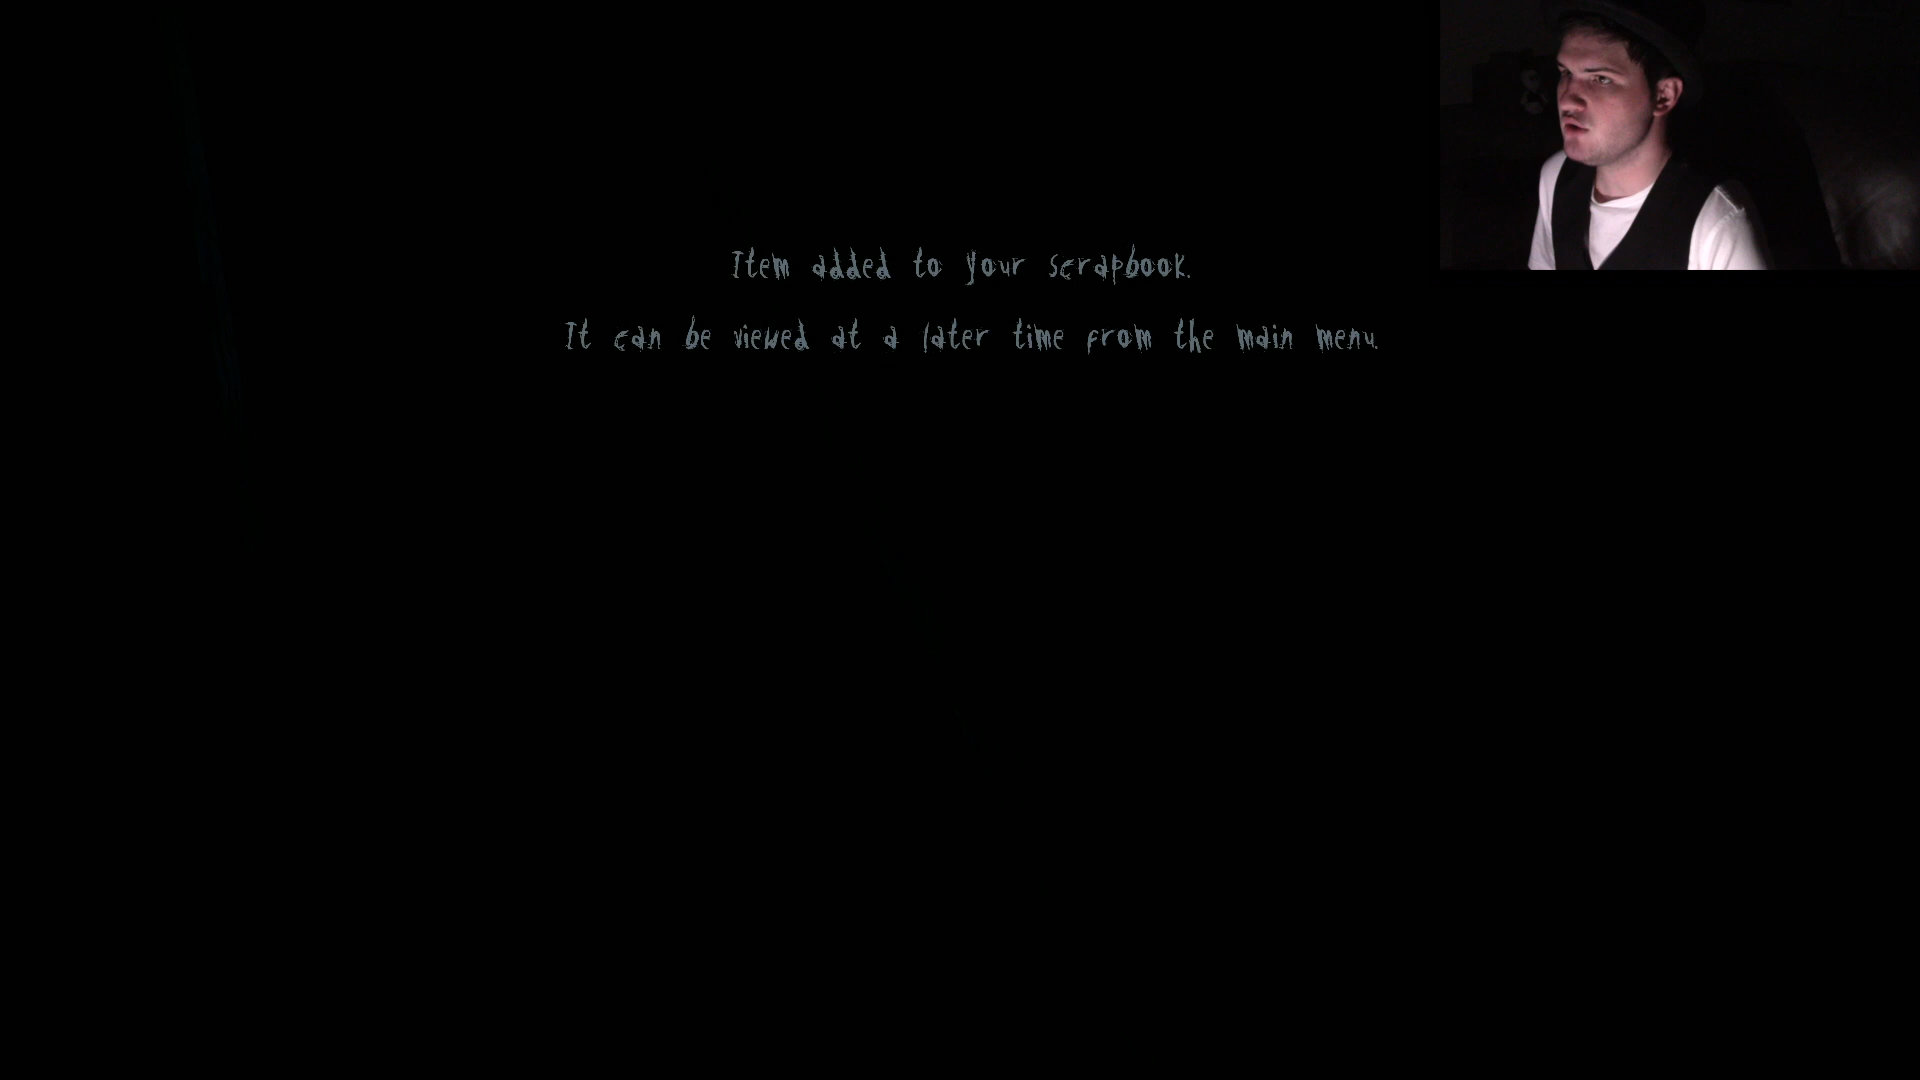 Item added to your scrapbook.
It can be viewed at a later time from the main menu.